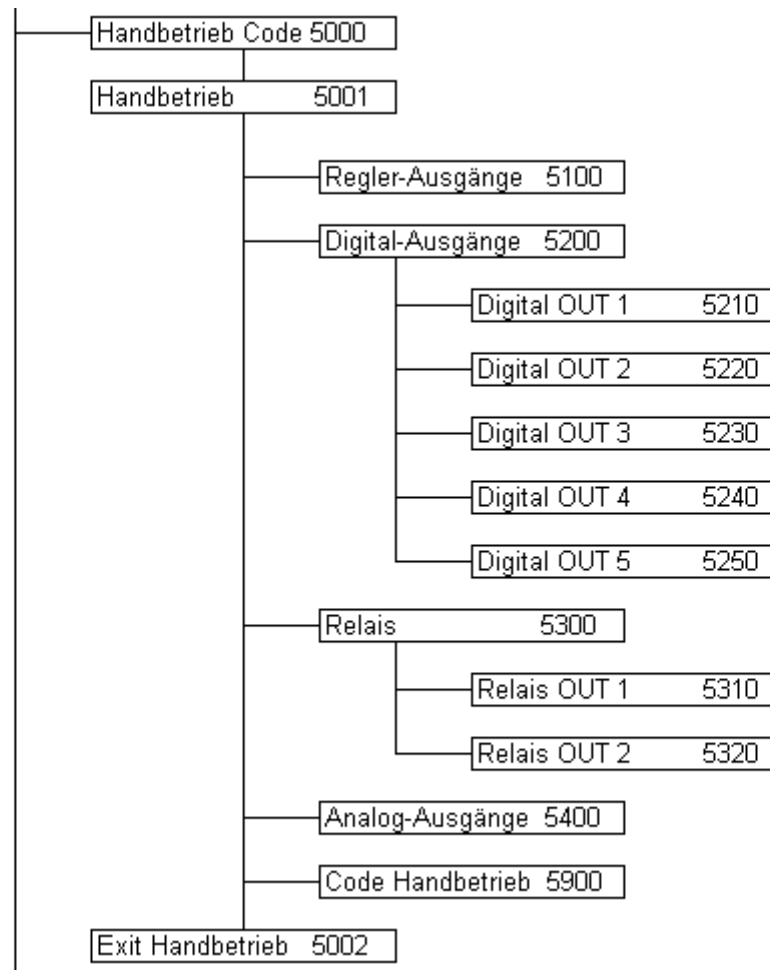 Handbetrieb Code 5000
Handbetrieb 5001
Regler-Ausgänge 5100
Digital-Ausgänge 5200
Digital OUT 1 5210
Digital OUT 2 5220
Digital OUT 3 5230
Digital OUT 4 5240
Digital OUT 5 5250
Relais 5300
Relais OUT 1 5310
Relais OUT 2 5320
Analog-Ausgänge 5400
Code Handbetrieb 5900
Exit Handbetrieb 5002